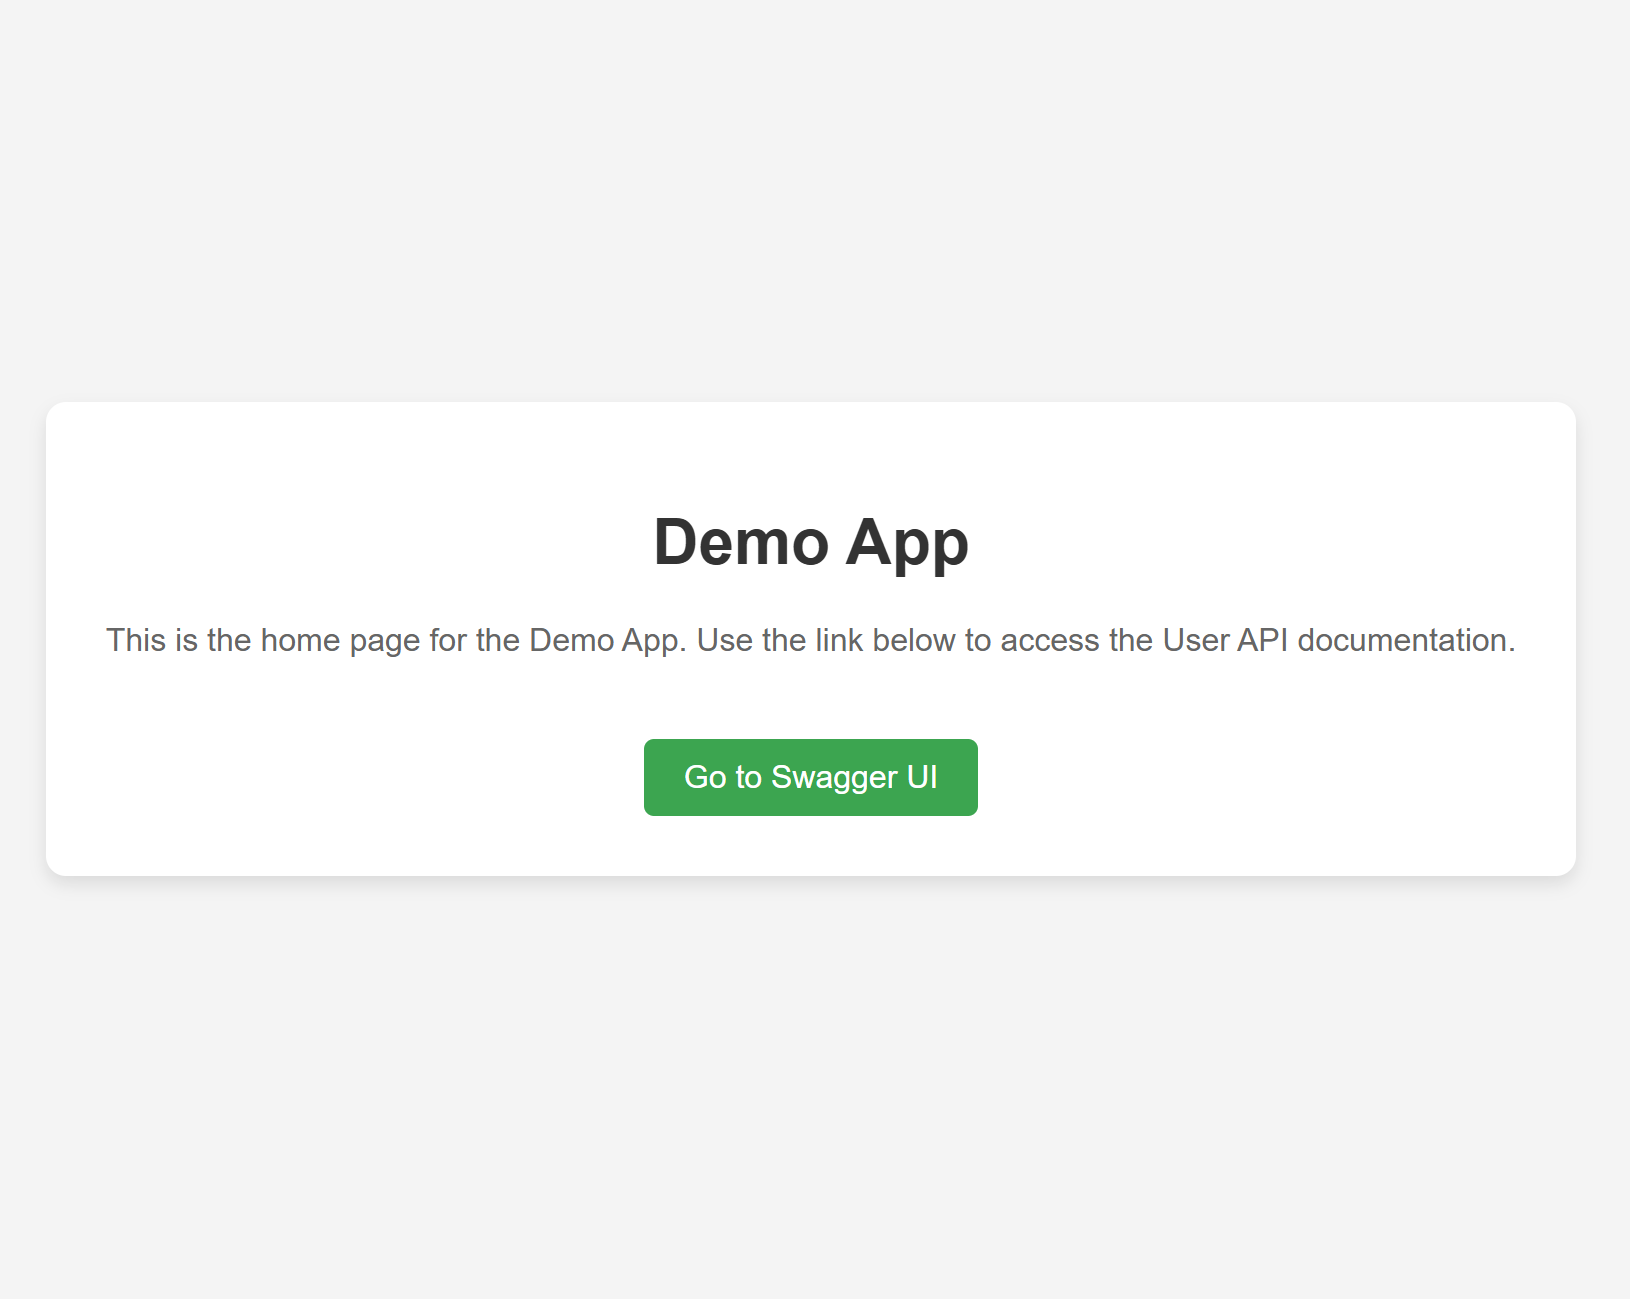 Demo App
This is the home page for the Demo App. Use the link below to access the User API documentation.
Go to Swagger UI